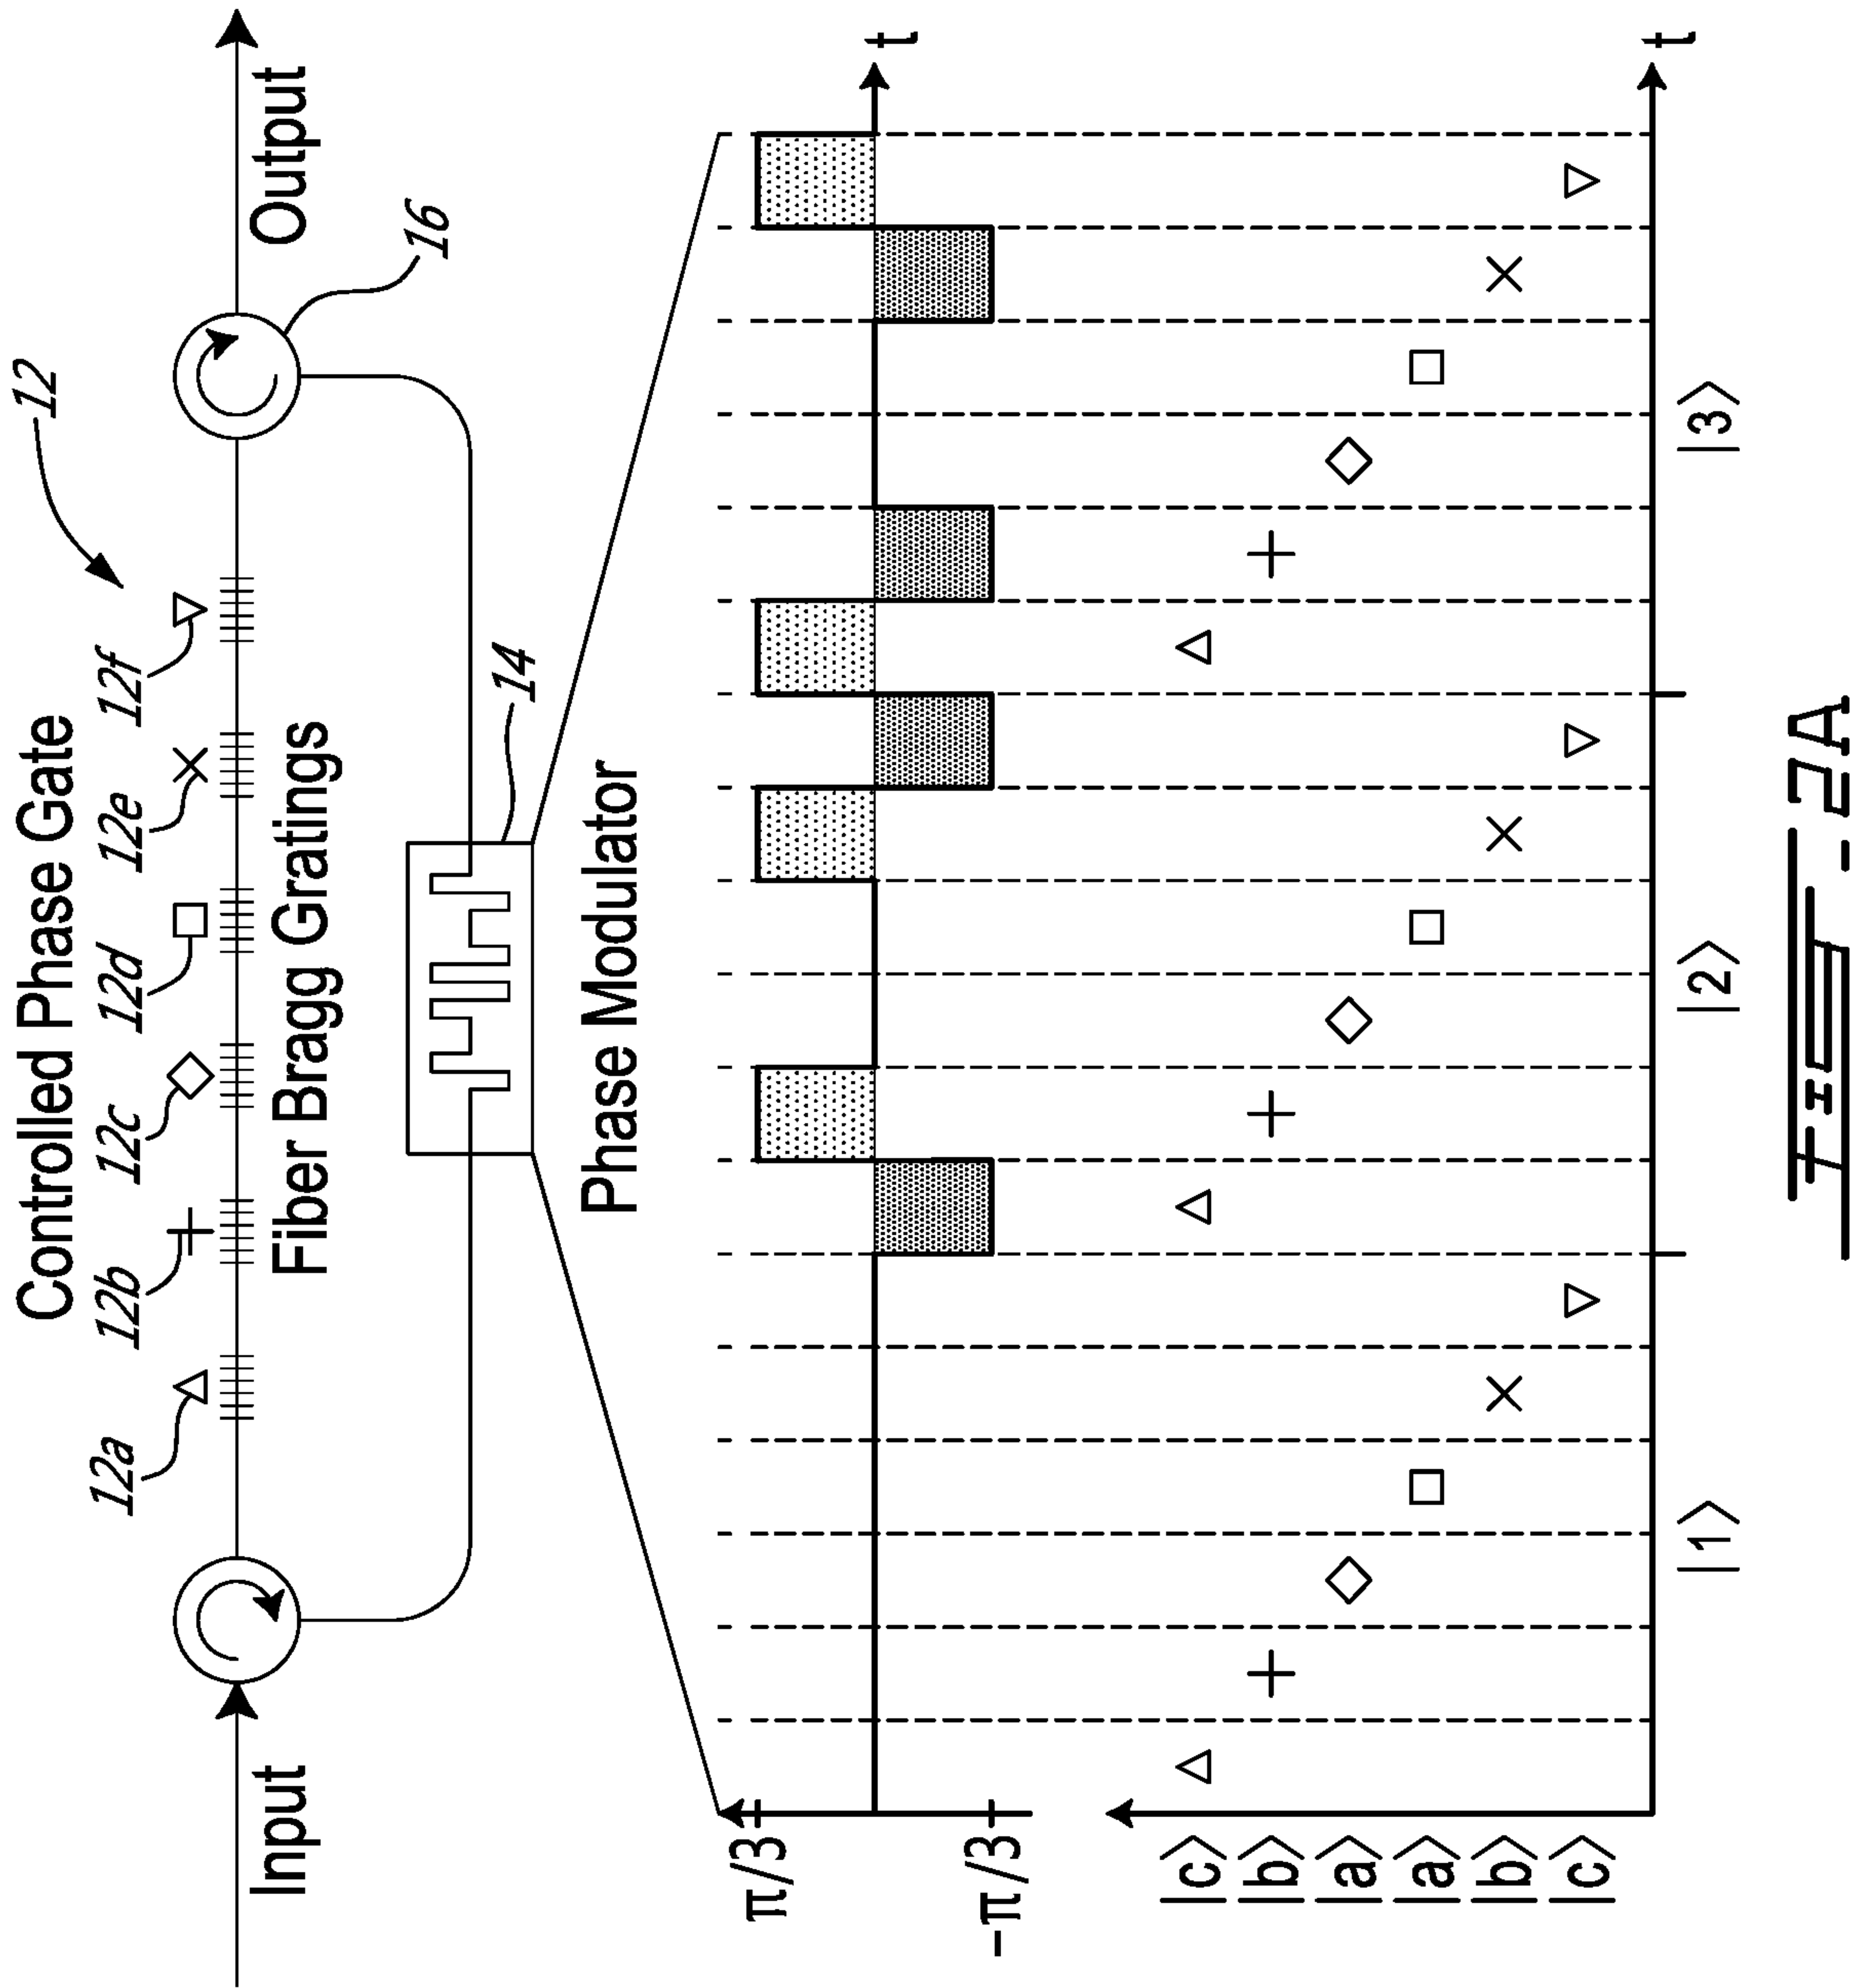 Controlled Phase Gate
12
12a
12b
12c
12d
12e
12f
Input
Output
Fiber Bragg Gratings
16
14
Phase Modulator
π/3
-π/3
t
|c⟩
|b⟩
|a⟩
|a⟩
|b⟩
|c⟩
t
|1⟩
|2⟩
|3⟩
FIG. 2A